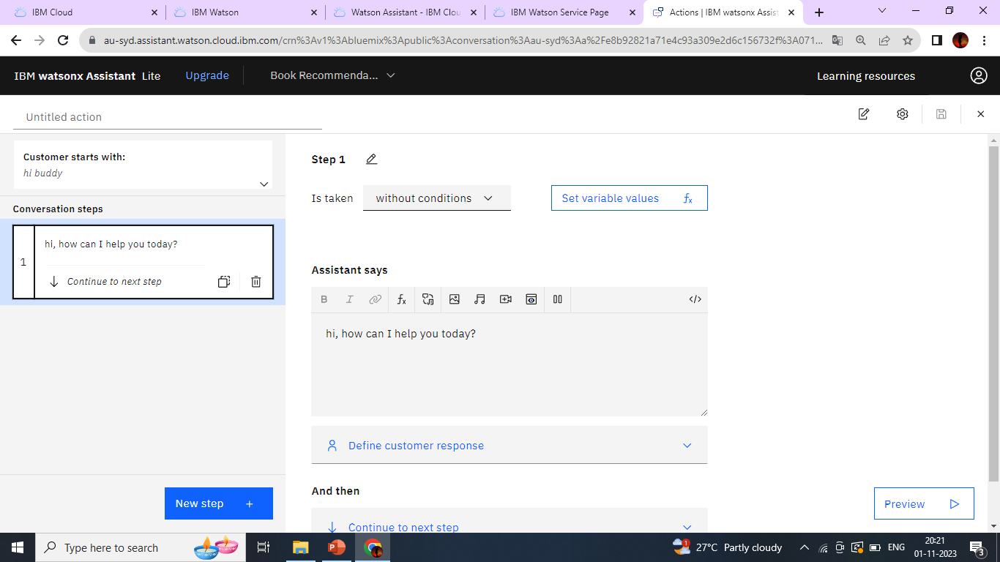 IBM Cloud
IBM Watson
Watson Assistant - IBM Clou
IBM Watson Service Page
Actions | IBM watsonx Assist
au-syd.assistant.watson.cloud.ibm.com/crn%3Av1%3Abluemix%3Apublic%3Aconversation%3Aau-syd%3Aa%2Fe8b92821a71e4c93a309e2d6c156732f%3A071...
IBM watsonx Assistant Lite
Upgrade
Book Recommenda...
Learning resources
Untitled action
Customer starts with:
hi buddy
Conversation steps
1
hi, how can I help you today?
Continue to next step
New step +
Step 1
Is taken
without conditions
Set variable values fx
Assistant says
B I fx </>
hi, how can I help you today?
Define customer response
And then
Continue to next step
Preview
Type here to search
P
1
27°C Partly cloudy
ENG
20:21
01-11-2023
3